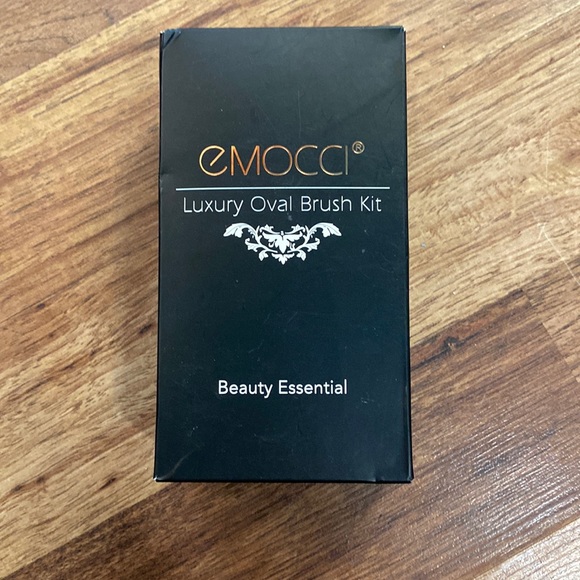 eMOCCI®
Luxury Oval Brush Kit
Beauty Essential